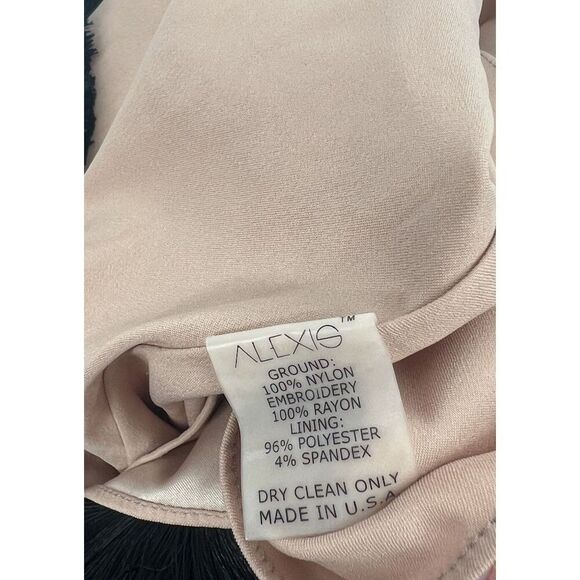 ALEXIS™
GROUND:
100% NYLON
EMBROIDERY
100% RAYON
LINING:
96% POLYESTER
4% SPANDEX
DRY CLEAN ONLY
MADE IN U.S.A